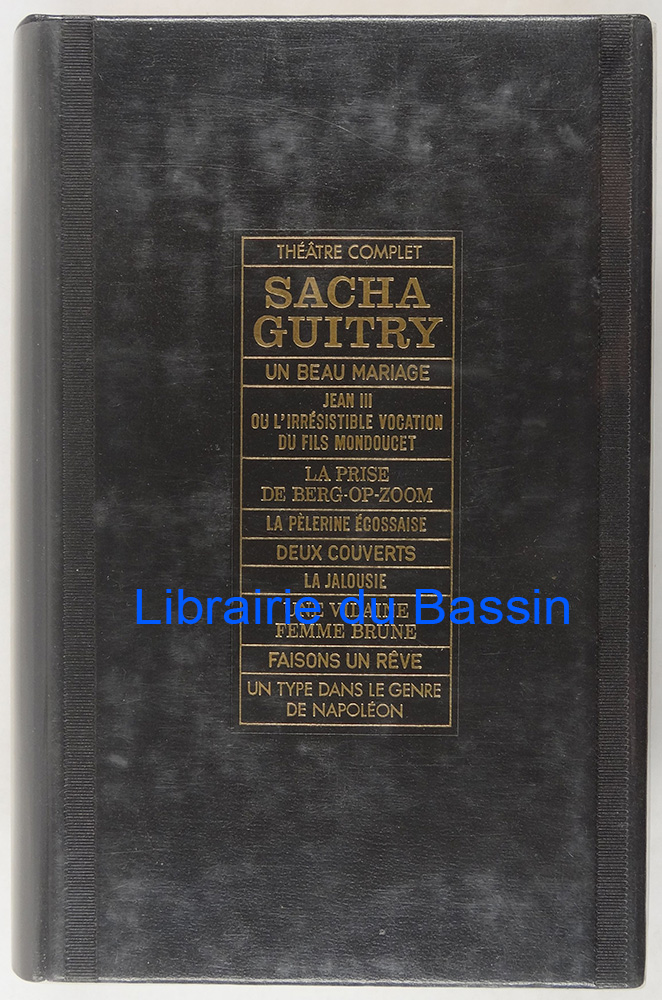 THÉÂTRE COMPLET
SACHA
GUITRY
UN BEAU MARIAGE
JEAN III
OU L'IRRÉSISTIBLE VOCATION
DU FILS MONDOUCET
LA PRISE
DE BERG-OP-ZOOM
LA PÈLERINE ÉCOSSAISE
DEUX COUVERTS
LA JALOUSIE
Librairie du Bassin
UNE VILAINE
FEMME BRUNE
FAISONS UN RÊVE
UN TYPE DANS LE GENRE
DE NAPOLÉON